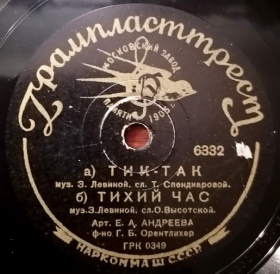 Грампласттрест
МОСКОВСКИЙ ЗАВОД
ПАМЯТИ 1905 г.
6332
а) ТИК-ТАК
муз. З. Левиной, сл. Т. Спендиаровой.
б) ТИХИЙ ЧАС
муз.З.Левиной, сл.О.Высотской.
Арт. Е. А. АНДРЕЕВА
ф-но Г. Б. Орентлихер
ГРК 0349
НАРКОММАШ СССР